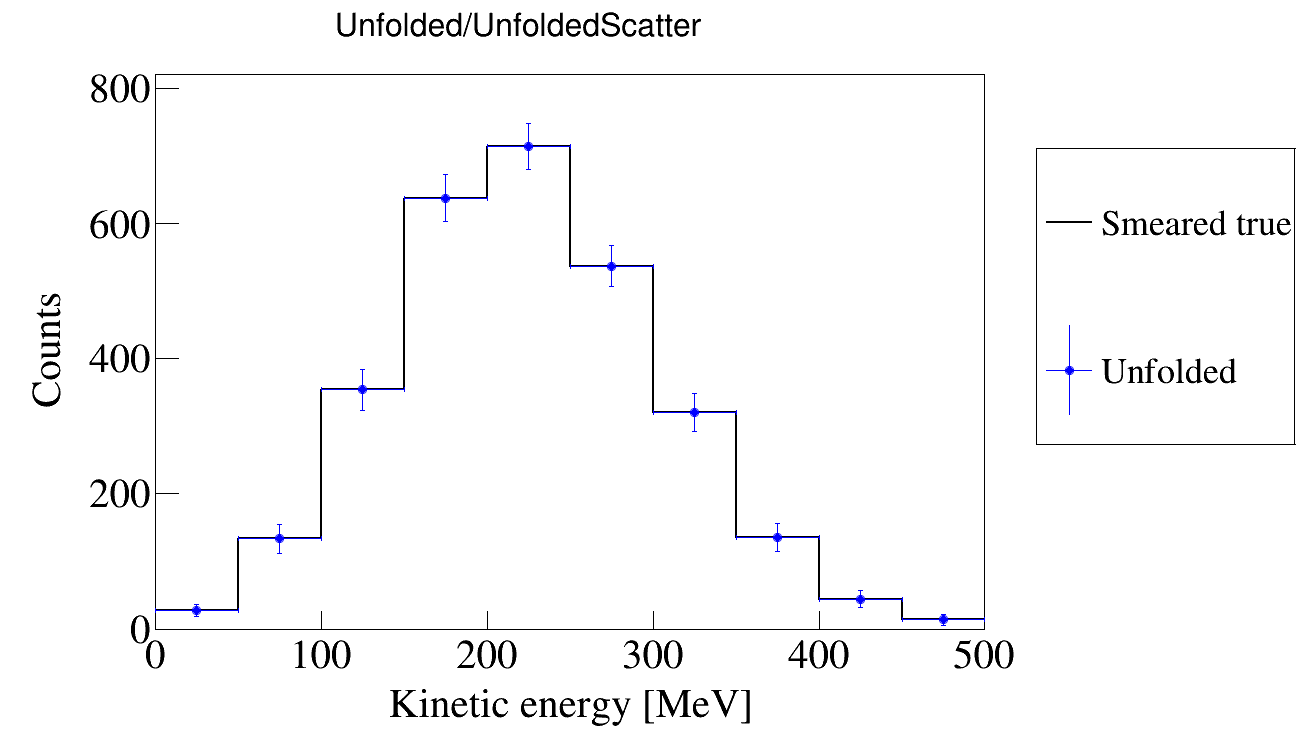 Unfolded/UnfoldedScatter
800
600
400
200
0
Counts
0 100 200 300 400 500
Kinetic energy [MeV]
Smeared true
Unfolded